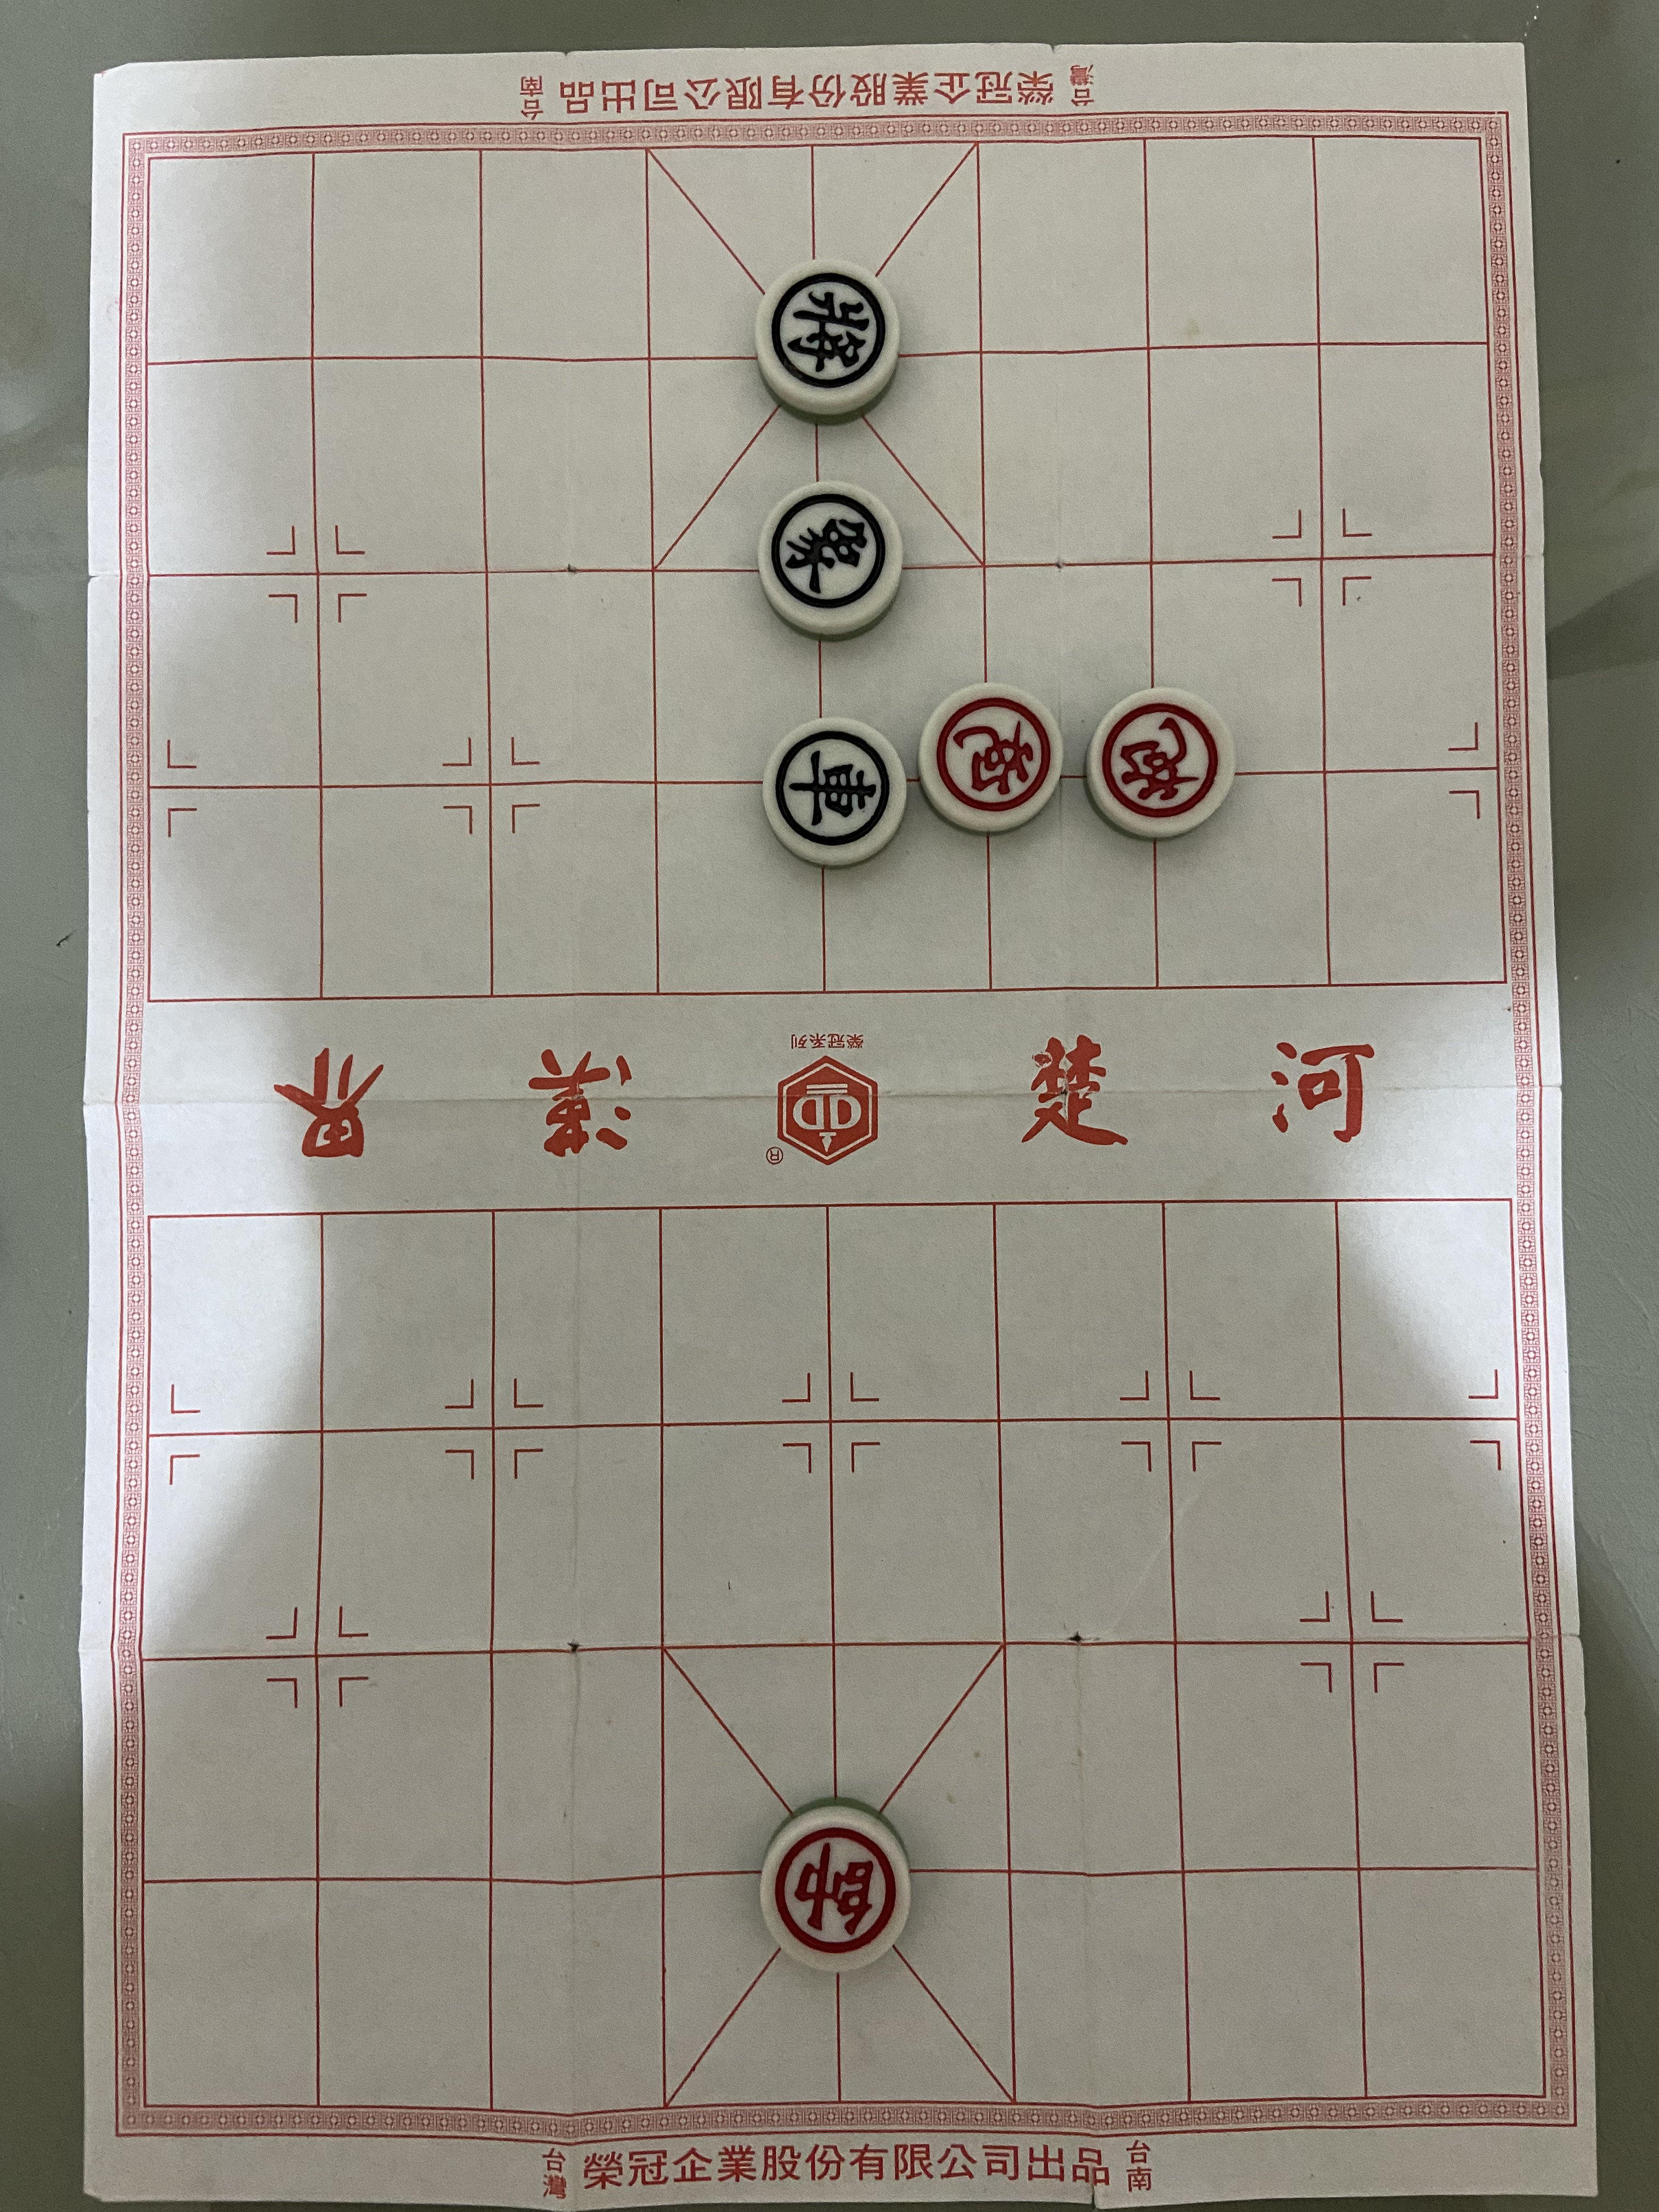 台灣 榮冠企業股份有限公司出品 台南
將
象
車 炮 炮
榮冠系列
漢界
®
楚河
帥
台灣 榮冠企業股份有限公司出品 台南